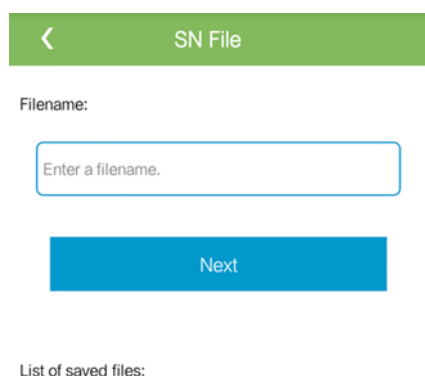 SN File
Filename:
Enter a filename.
Next
List of saved files: